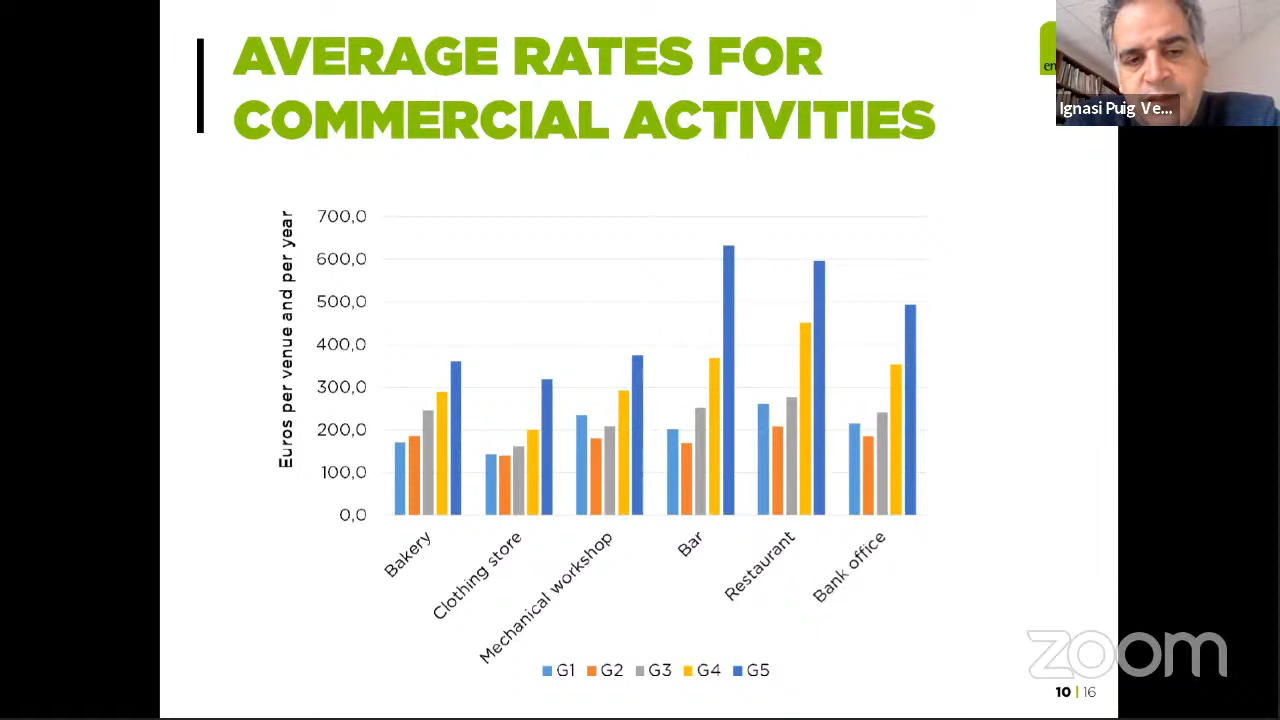 AVERAGE RATES FOR
COMMERCIAL ACTIVITIES
Ignasi Puig Ve...
Euros per venue and per year
700,0
600,0
500,0
400,0
300,0
200,0
100,0
0,0
Bakery
Clothing store
Mechanical workshop
Bar
Restaurant
Bank office
G1 G2 G3 G4 G5
zoom
10 | 16